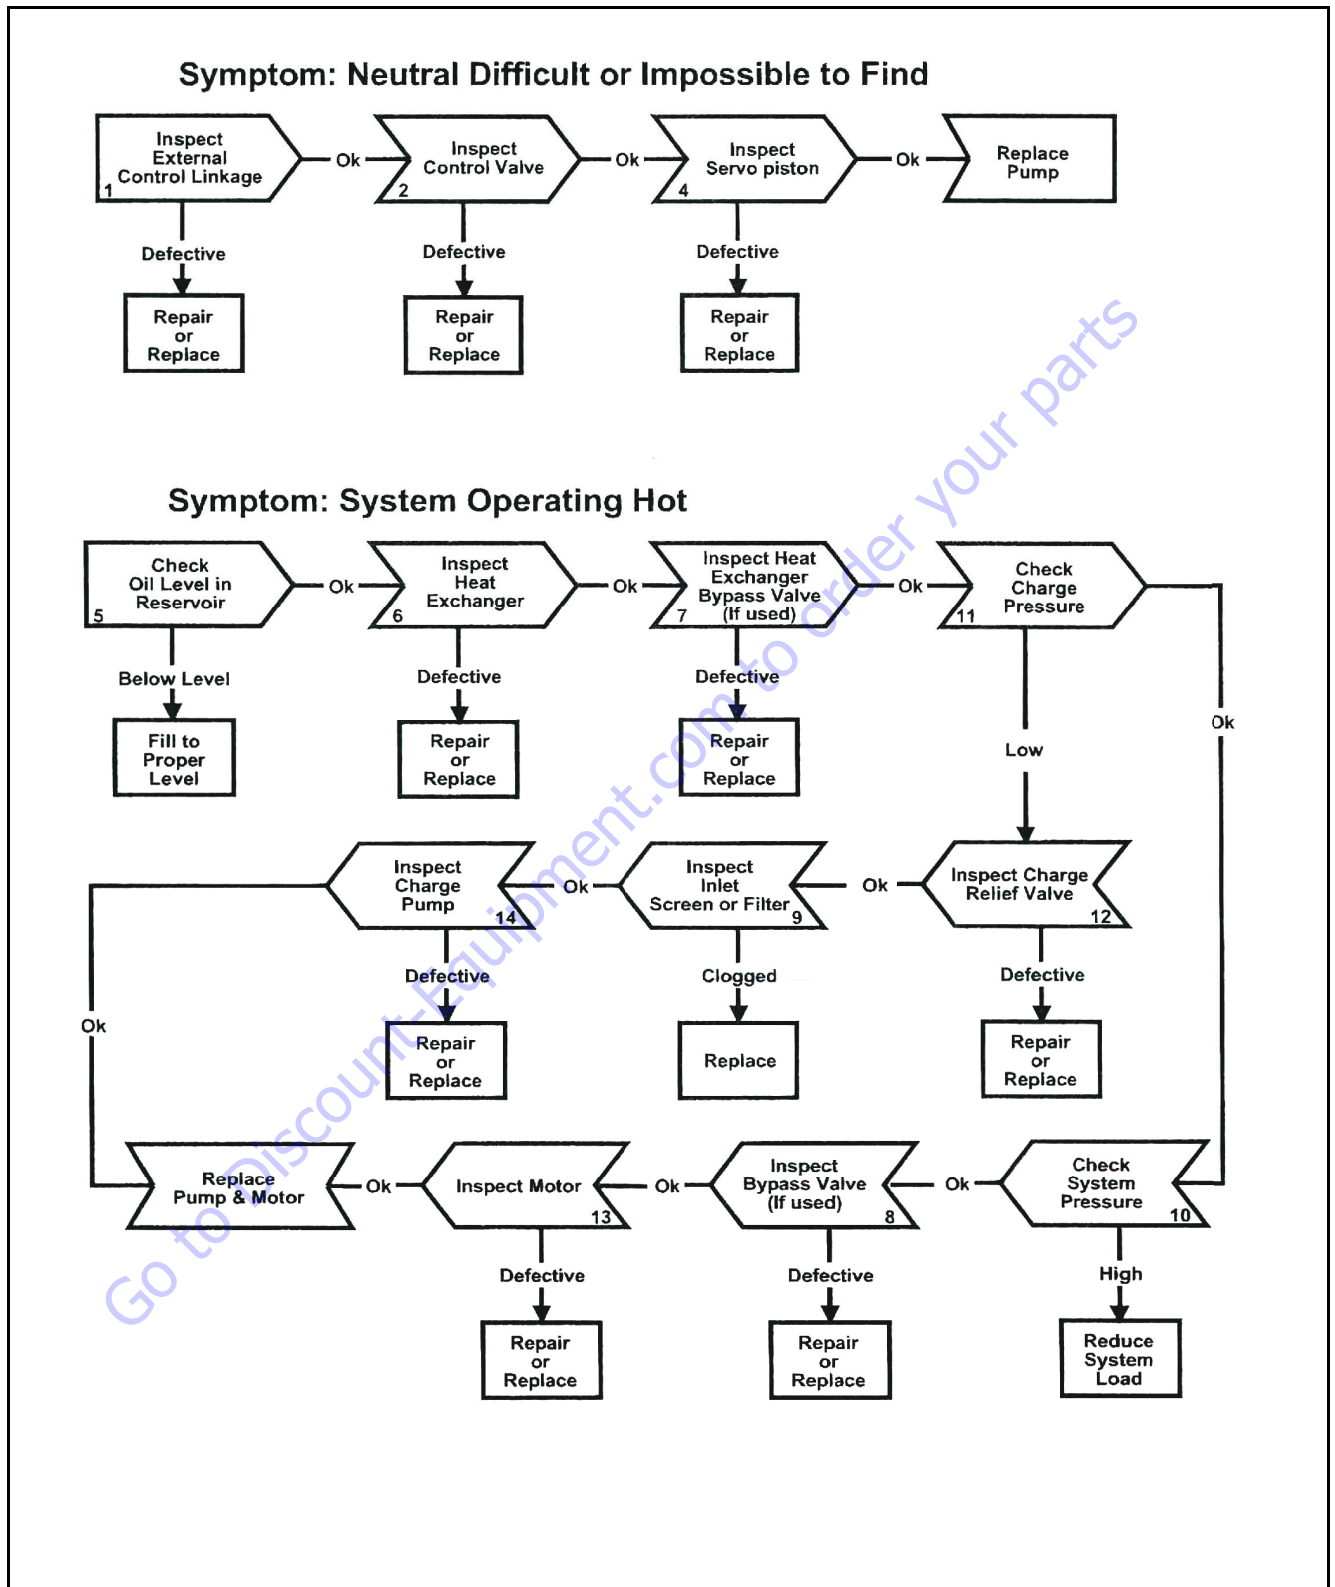 Symptom: Neutral Difficult or Impossible to Find
Inspect
External
Control Linkage
1
Ok
Inspect
Control Valve
2
Ok
Inspect
Servo piston
4
Ok
Replace
Pump
Defective
Defective
Defective
Repair
or
Replace
Repair
or
Replace
Repair
or
Replace
Symptom: System Operating Hot
Check
Oil Level in
Reservoir
5
Ok
Inspect
Heat
Exchanger
6
Ok
Inspect Heat
Exchanger
Bypass Valve
(If used)
7
Ok
Check
Charge
Pressure
11
Ok
Below Level
Defective
Defective
Low
Fill to
Proper
Level
Repair
or
Replace
Repair
or
Replace
Inspect Charge
Relief Valve
12
Ok
Inspect
Inlet
Screen or Filter
9
Ok
Inspect
Charge
Pump
14
Ok
Defective
Clogged
Defective
Repair
or
Replace
Replace
Repair
or
Replace
Check
System
Pressure
10
Ok
Inspect
Bypass Valve
(If used)
8
Ok
Inspect Motor
13
Ok
Replace
Pump & Motor
Defective
Defective
High
Repair
or
Replace
Repair
or
Replace
Reduce
System
Load
Go to Discount-Equipment.com to order your parts